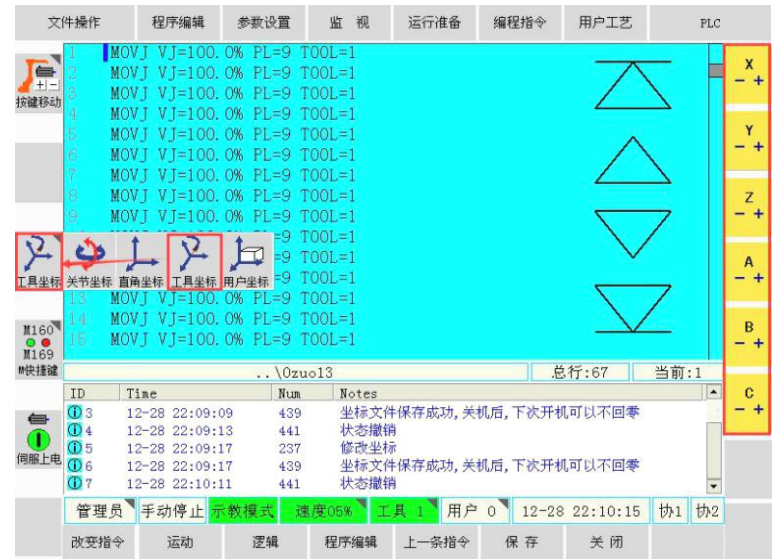 文件操作 程序编辑 参数设置 监 视 运行准备 编程指令 用户工艺 PLC
按键移动
1 MOVJ VJ=100.0% PL=9 TOOL=1
2 MOVJ VJ=100.0% PL=9 TOOL=1
3 MOVJ VJ=100.0% PL=9 TOOL=1
4 MOVJ VJ=100.0% PL=9 TOOL=1
5 MOVJ VJ=100.0% PL=9 TOOL=1
6 MOVJ VJ=100.0% PL=9 TOOL=1
7 MOVJ VJ=100.0% PL=9 TOOL=1
8 MOVJ VJ=100.0% PL=9 TOOL=1
9 MOVJ VJ=100.0% PL=9 TOOL=1
=9 TOOL=1
=9 TOOL=1
=9 TOOL=1
工具坐标 关节坐标 直角坐标 工具坐标 用户坐标
13 MOVJ VJ=100.0% PL=9 TOOL=1
14 MOVJ VJ=100.0% PL=9 TOOL=1
15 MOVJ VJ=100.0% PL=9 TOOL=1
M160
M169
M快捷键
..\0zuo13 总行:67 当前:1
ID Time Num Notes
3 12-28 22:09:09 439 坐标文件保存成功,关机后,下次开机可以不回零
4 12-28 22:09:13 441 状态撤销
5 12-28 22:09:17 237 修改坐标
6 12-28 22:09:17 439 坐标文件保存成功,关机后,下次开机可以不回零
7 12-28 22:10:11 441 状态撤销
伺服上电
X
- +
Y
- +
Z
- +
A
- +
B
- +
C
- +
管理员 手动停止 示教模式 速度05% 工具 1 用户 0 12-28 22:10:15 协1 协2
改变指令 运动 逻辑 程序编辑 上一条指令 保 存 关 闭